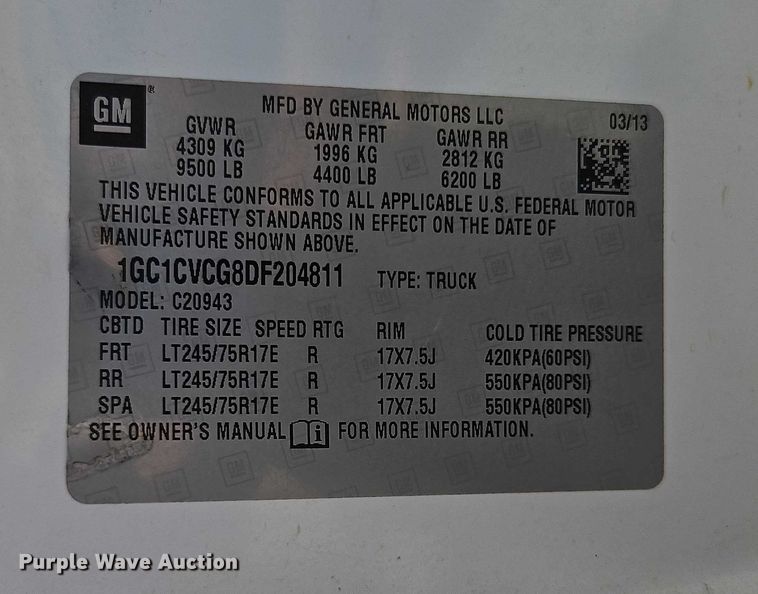 GM ®
MFD BY GENERAL MOTORS LLC 03/13
GVWR GAWR FRT GAWR RR
4309 KG 1996 KG 2812 KG
9500 LB 4400 LB 6200 LB
THIS VEHICLE CONFORMS TO ALL APPLICABLE U.S. FEDERAL MOTOR
VEHICLE SAFETY STANDARDS IN EFFECT ON THE DATE OF
MANUFACTURE SHOWN ABOVE.
1GC1CVCG8DF204811 TYPE: TRUCK
MODEL: C20943
CBTD TIRE SIZE SPEED RTG RIM COLD TIRE PRESSURE
FRT LT245/75R17E R 17X7.5J 420KPA(60PSI)
RR LT245/75R17E R 17X7.5J 550KPA(80PSI)
SPA LT245/75R17E R 17X7.5J 550KPA(80PSI)
SEE OWNER'S MANUAL i FOR MORE INFORMATION.
Purple Wave Auction